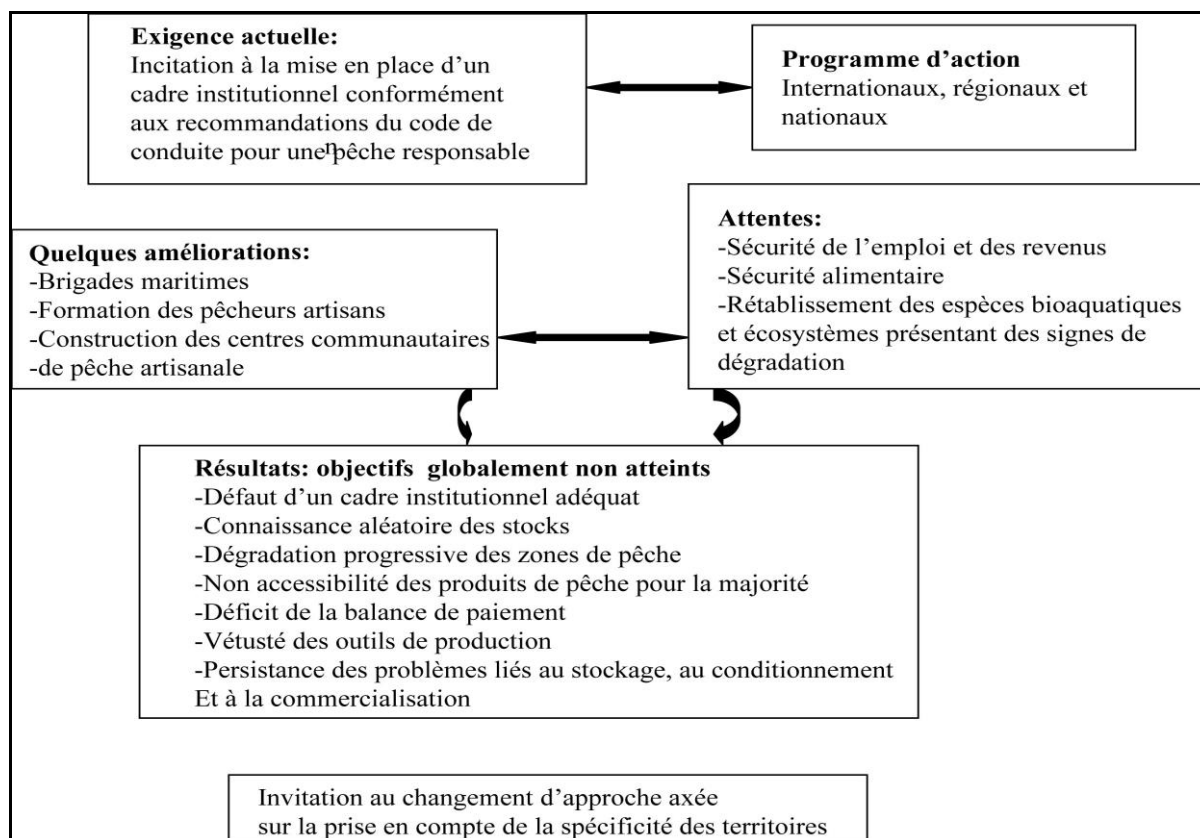 Exigence actuelle:
Incitation à la mise en place d'un
cadre institutionnel conformément
aux recommandations du code de
conduite pour une pêche responsable
n
Programme d'action
Internationaux, régionaux et
nationaux
Quelques améliorations:
-Brigades maritimes
-Formation des pêcheurs artisans
-Construction des centres communautaires
-de pêche artisanale
Attentes:
-Sécurité de l'emploi et des revenus
-Sécurité alimentaire
-Rétablissement des espèces bioaquatiques
et écosystèmes présentant des signes de
dégradation
Résultats: objectifs globalement non atteints
-Défaut d'un cadre institutionnel adéquat
-Connaissance aléatoire des stocks
-Dégradation progressive des zones de pêche
-Non accessibilité des produits de pêche pour la majorité
-Déficit de la balance de paiement
-Vétusté des outils de production
-Persistance des problèmes liés au stockage, au conditionnement
Et à la commercialisation
Invitation au changement d'approche axée
sur la prise en compte de la spécificité des territoires